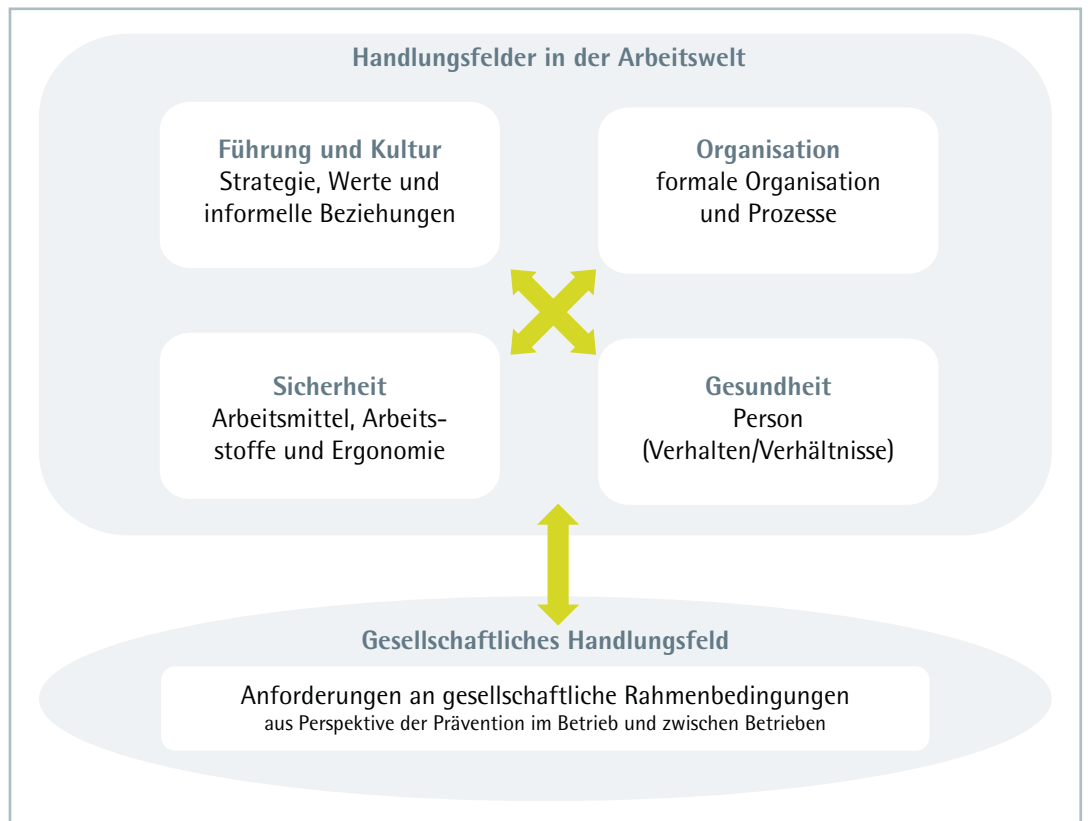 Handlungsfelder in der Arbeitswelt
Führung und Kultur
Strategie, Werte und
informelle Beziehungen
Organisation
formale Organisation
und Prozesse
Sicherheit
Arbeitsmittel, Arbeits-
stoffe und Ergonomie
Gesundheit
Person
(Verhalten/Verhältnisse)
Gesellschaftliches Handlungsfeld
Anforderungen an gesellschaftliche Rahmenbedingungen
aus Perspektive der Prävention im Betrieb und zwischen Betrieben